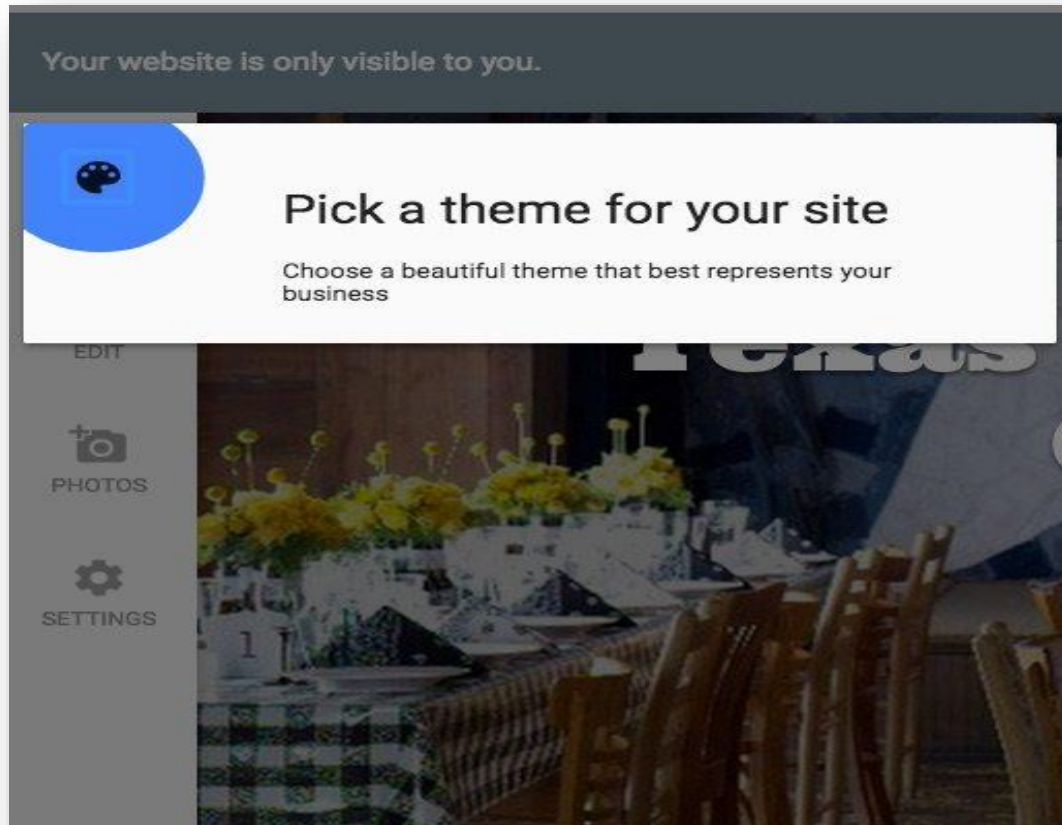 Your website is only visible to you.
Pick a theme for your site
Choose a beautiful theme that best represents your
business
EDIT
Texas
PHOTOS
SETTINGS
1